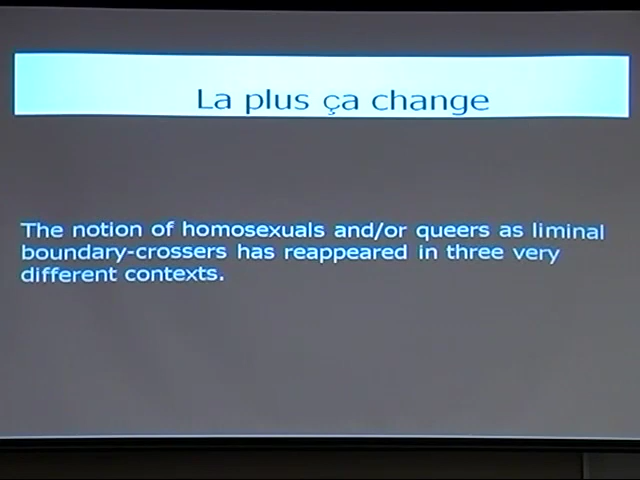 La plus ça change
The notion of homosexuals and/or queers as liminal
boundary-crossers has reappeared in three very
different contexts.